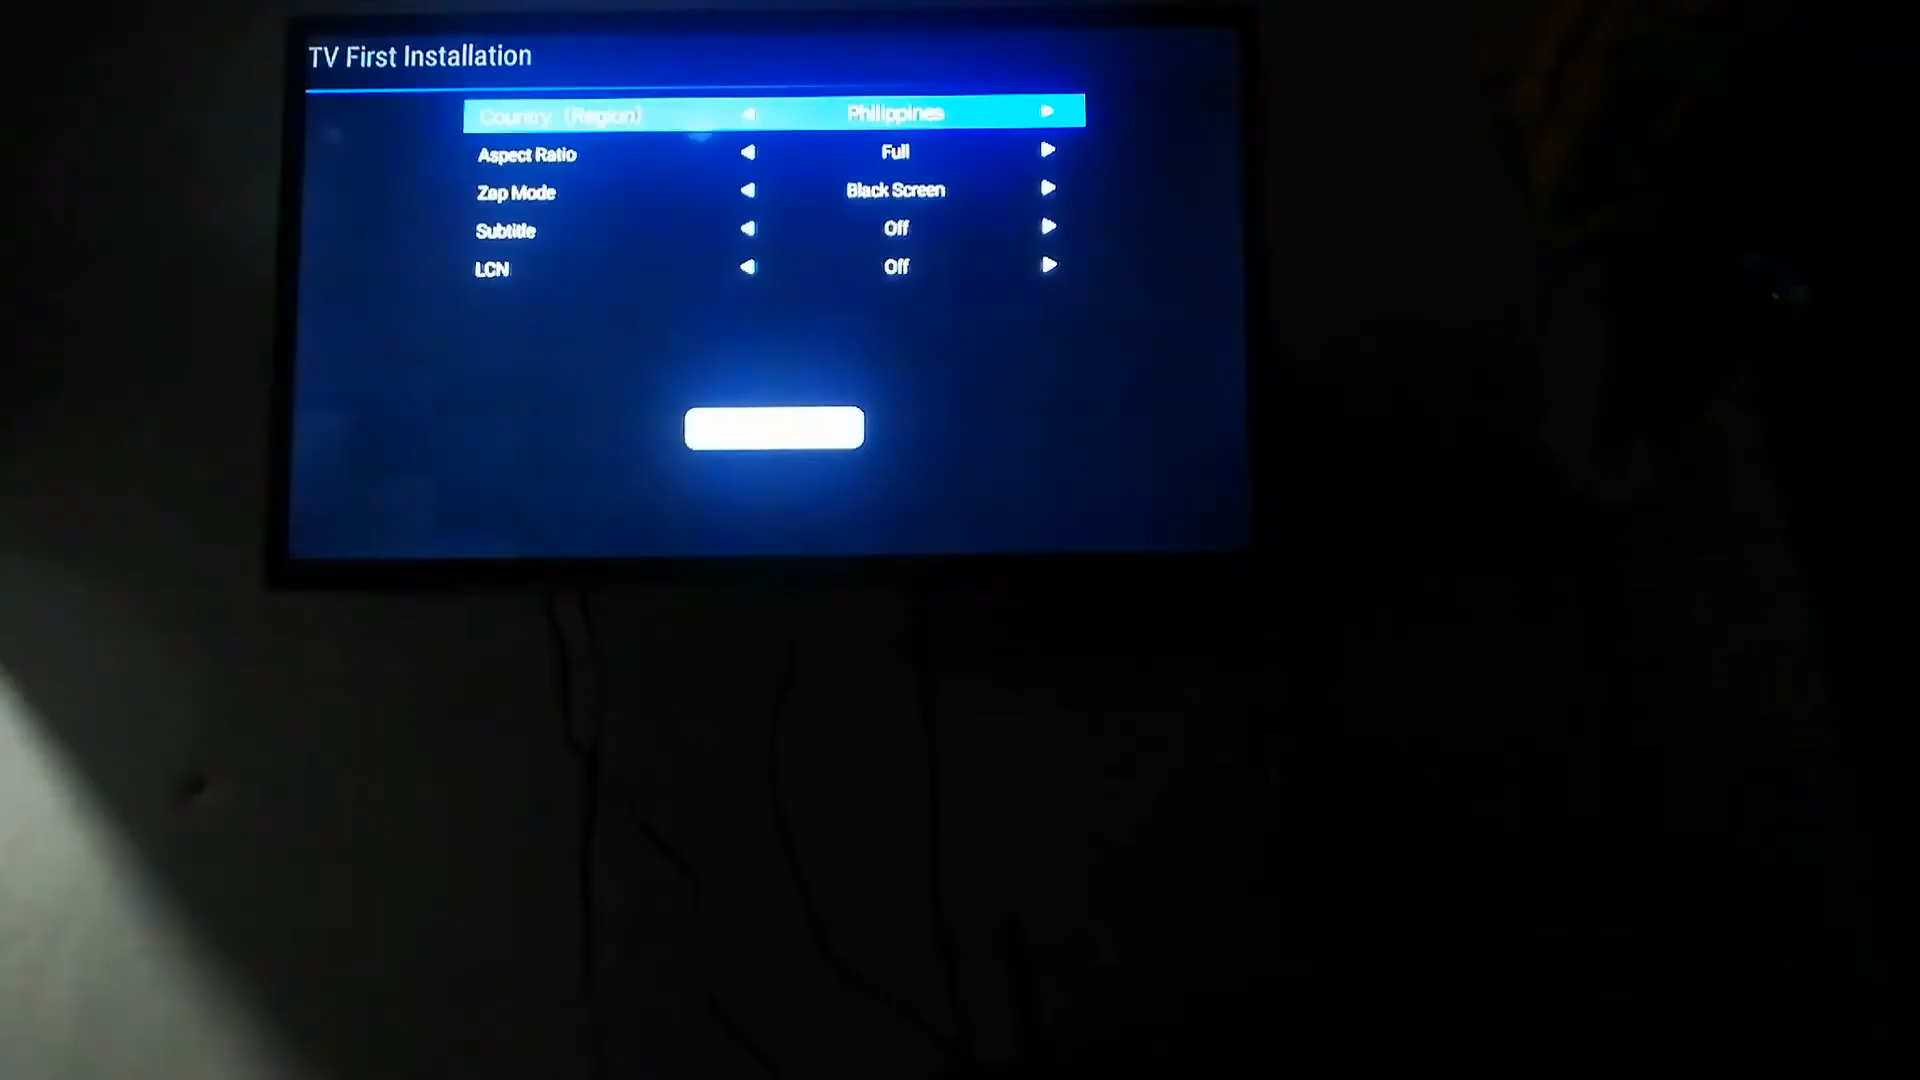 TV First Installation
Country (Region) Philippines
Aspect Ratio Full
Zap Mode Black Screen
Subtitle Off
LCN Off